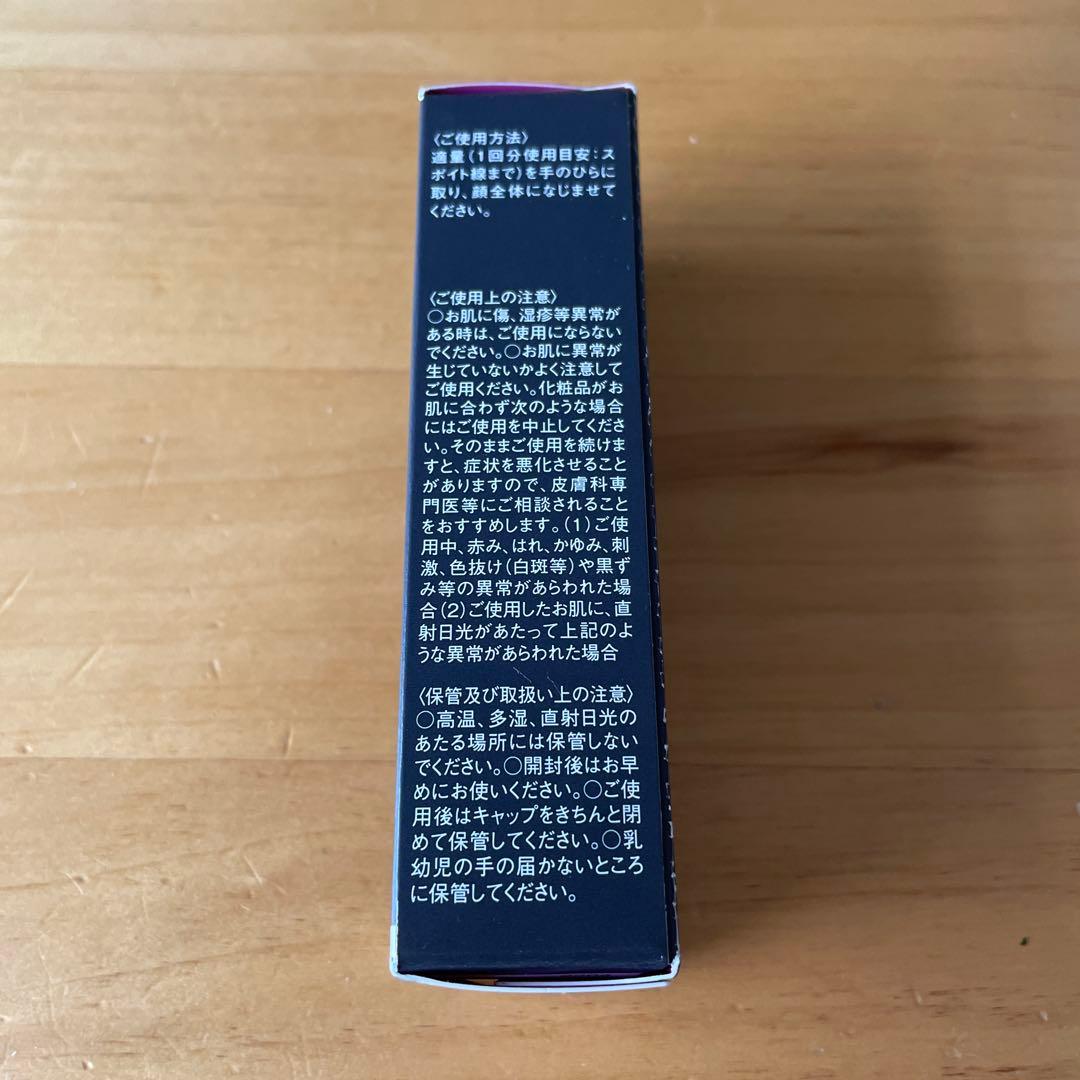 〈ご使用方法〉
適量(1回分使用目安:ス
ポイト線まで)を手のひらに
取り、顔全体になじませて
ください。
〈ご使用上の注意〉
○お肌に傷、湿疹等異常が
ある時は、ご使用にならない
でください。○お肌に異常が
生じていないかよく注意して
ご使用ください。化粧品がお
肌に合わず次のような場合
にはご使用を中止してくださ
い。そのままご使用を続けま
すと、症状を悪化させること
がありますので、皮膚科専
門医等にご相談されること
をおすすめします。(1)ご使
用中、赤み、はれ、かゆみ、刺
激、色抜け(白斑等)や黒ず
み等の異常があらわれた場
合(2)ご使用したお肌に、直
射日光があたって上記のよ
うな異常があらわれた場合
〈保管及び取扱い上の注意〉
○高温、多湿、直射日光の
あたる場所には保管しない
でください。○開封後はお早
めにお使いください。○ご使
用後はキャップをきちんと閉
めて保管してください。○乳
幼児の手の届かないところ
に保管してください。